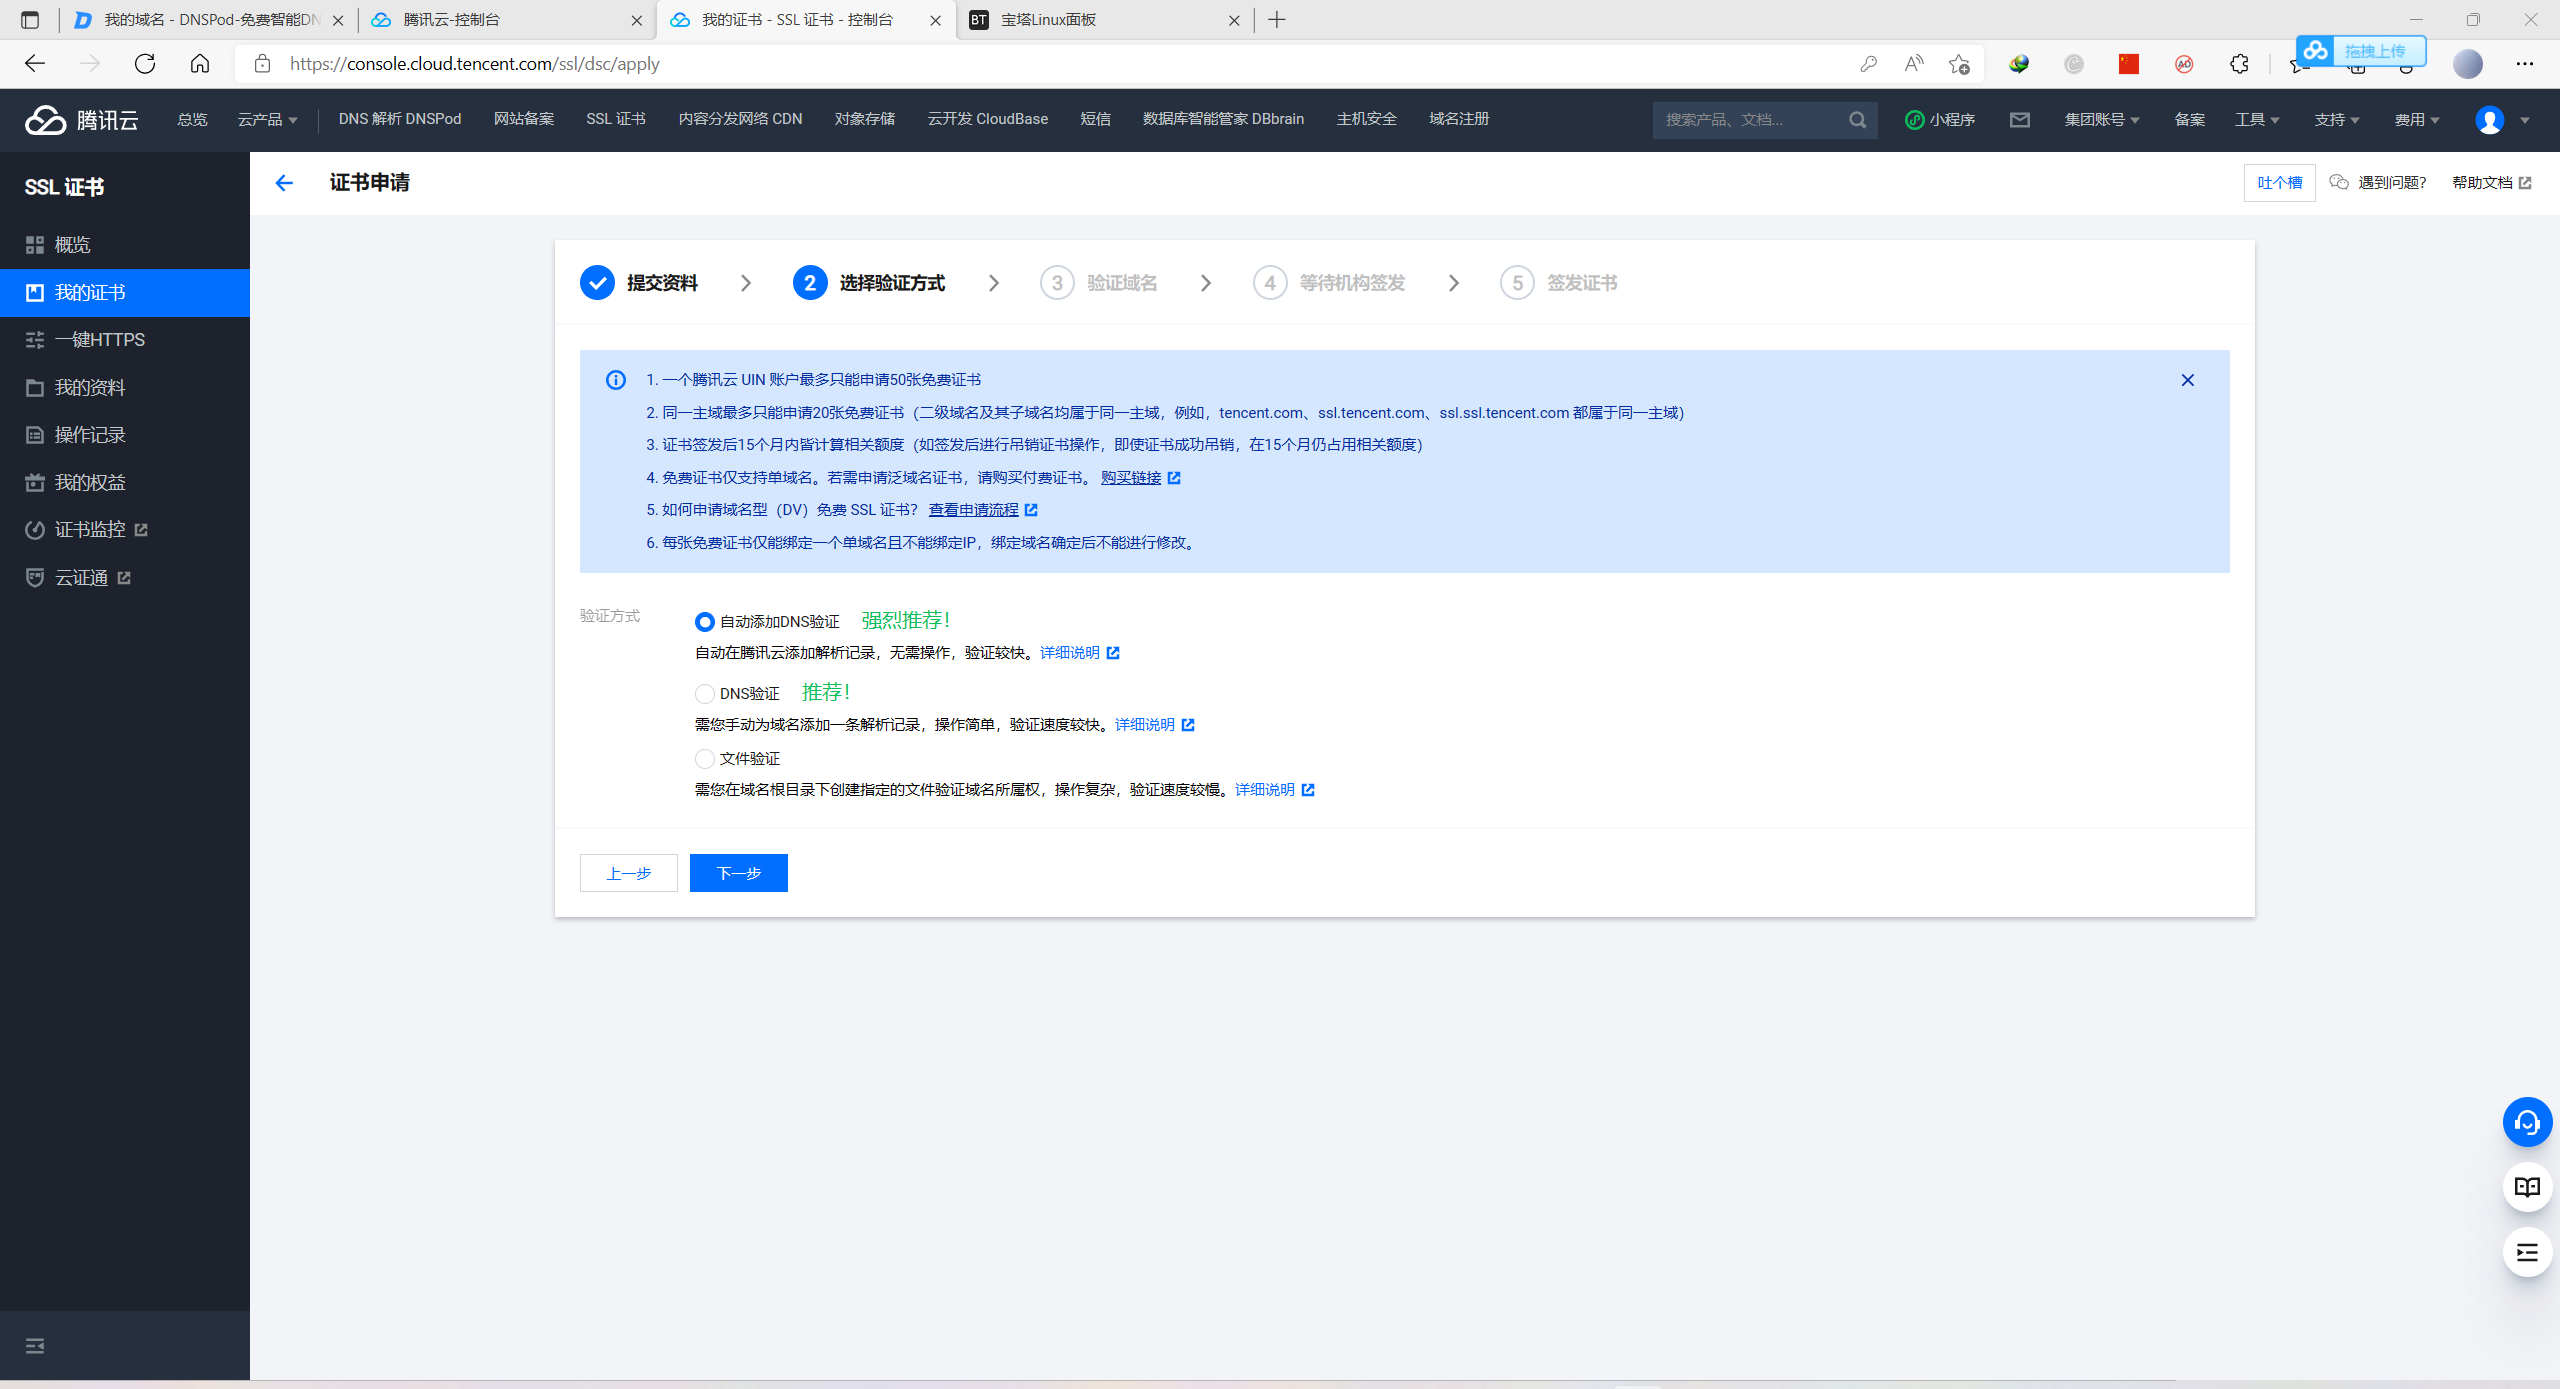 我的域名 - DNSPod-免费智能DN
腾讯云-控制台
我的证书 - SSL 证书 - 控制台
BT 宝塔Linux面板
https://console.cloud.tencent.com/ssl/dsc/apply
拖拽上传
腾讯云
总览
云产品
DNS 解析 DNSPod
网站备案
SSL 证书
内容分发网络 CDN
对象存储
云开发 CloudBase
短信
数据库智能管家 DBbrain
主机安全
域名注册
搜索产品、文档...
小程序
集团账号
备案
工具
支持
费用
SSL 证书
概览
我的证书
一键HTTPS
我的资料
操作记录
我的权益
证书监控
云证通
证书申请
吐个槽
遇到问题?
帮助文档
提交资料
2 选择验证方式
3 验证域名
4 等待机构签发
5 签发证书
1. 一个腾讯云 UIN 账户最多只能申请50张免费证书
2. 同一主域最多只能申请20张免费证书（二级域名及其子域名均属于同一主域，例如，tencent.com、ssl.tencent.com、ssl.ssl.tencent.com 都属于同一主域）
3. 证书签发后15个月内皆计算相关额度（如签发后进行吊销证书操作，即使证书成功吊销，在15个月仍占用相关额度）
4. 免费证书仅支持单域名。若需申请泛域名证书，请购买付费证书。 购买链接
5. 如何申请域名型（DV）免费 SSL 证书？ 查看申请流程
6. 每张免费证书仅能绑定一个单域名且不能绑定IP，绑定域名确定后不能进行修改。
验证方式
自动添加DNS验证 强烈推荐！
自动在腾讯云添加解析记录，无需操作，验证较快。详细说明
DNS验证 推荐！
需您手动为域名添加一条解析记录，操作简单，验证速度较快。详细说明
文件验证
需您在域名根目录下创建指定的文件验证域名所属权，操作复杂，验证速度较慢。详细说明
上一步
下一步